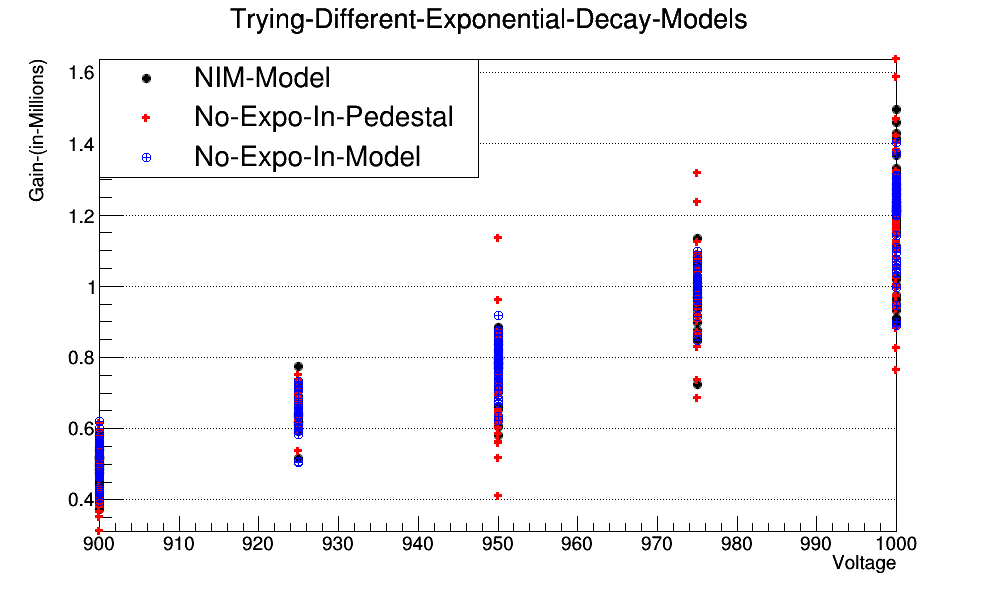 Trying-Different-Exponential-Decay-Models
Gain-(in-Millions)
NIM-Model
No-Expo-In-Pedestal
No-Expo-In-Model
1.6
1.4
1.2
1
0.8
0.6
0.4
900 910 920 930 940 950 960 970 980 990 1000
Voltage